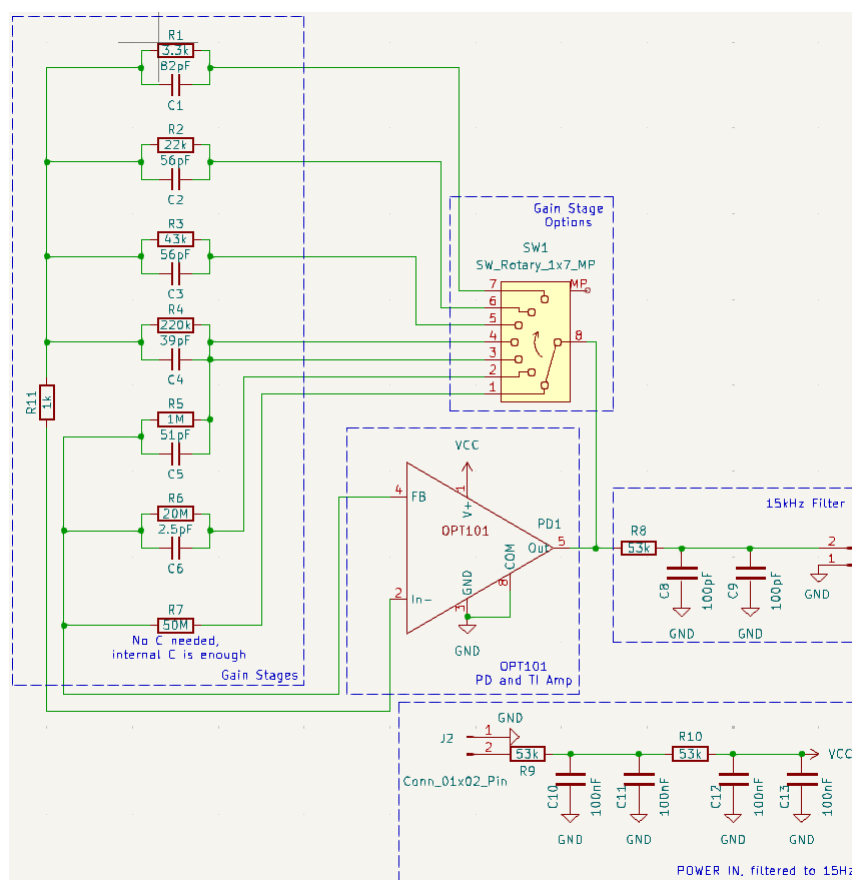 R1
3.3k
82pF
C1
R2
22k
56pF
C2
R3
43k
56pF
C3
R4
220k
39pF
C4
R11
1k
R5
1M
51pF
C5
R6
20M
2.5pF
C6
R7
50M
No C needed,
internal C is enough
Gain Stages
Gain Stage
Options
SW1
SW_Rotary_1x7_MP
7
MP
6
5
4
8
3
2
1
VCC
1
V+
4
FB
OPT101
PD1
Out
5
COM
8
GND
3
2
In-
GND
OPT101
PD and TI Amp
15kHz Filter
R8
53k
2
1
C8
100pF
C9
100pF
GND
GND
GND
GND
J2
1
2
Conn_01x02_Pin
53k
R9
R10
53k
VCC
C10
100nF
C11
100nF
C12
100nF
C13
100nF
GND
GND
GND
GND
POWER IN, filtered to 15Hz